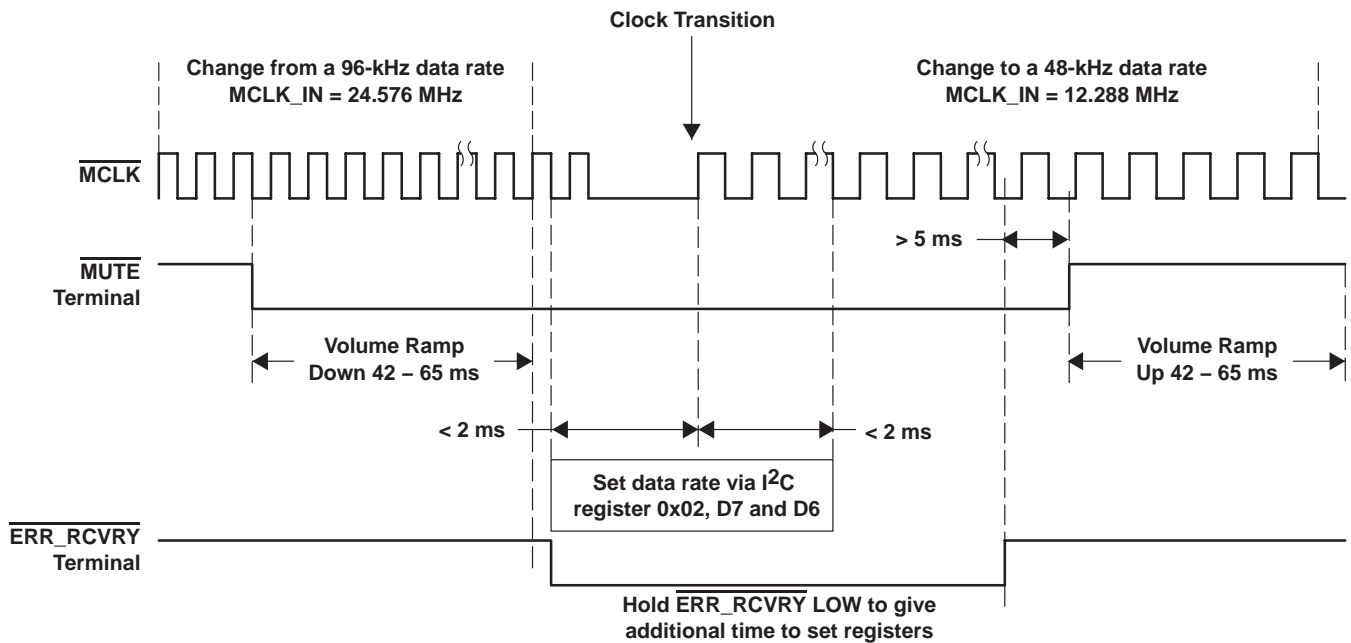 Clock Transition
Change from a 96-kHz data rate
MCLK_IN = 24.576 MHz
Change to a 48-kHz data rate
MCLK_IN = 12.288 MHz
MCLK
> 5 ms
MUTE
Terminal
Volume Ramp
Down 42 – 65 ms
Volume Ramp
Up 42 – 65 ms
< 2 ms
< 2 ms
Set data rate via I2C
register 0x02, D7 and D6
ERR_RCVRY
Terminal
Hold ERR_RCVRY LOW to give
additional time to set registers